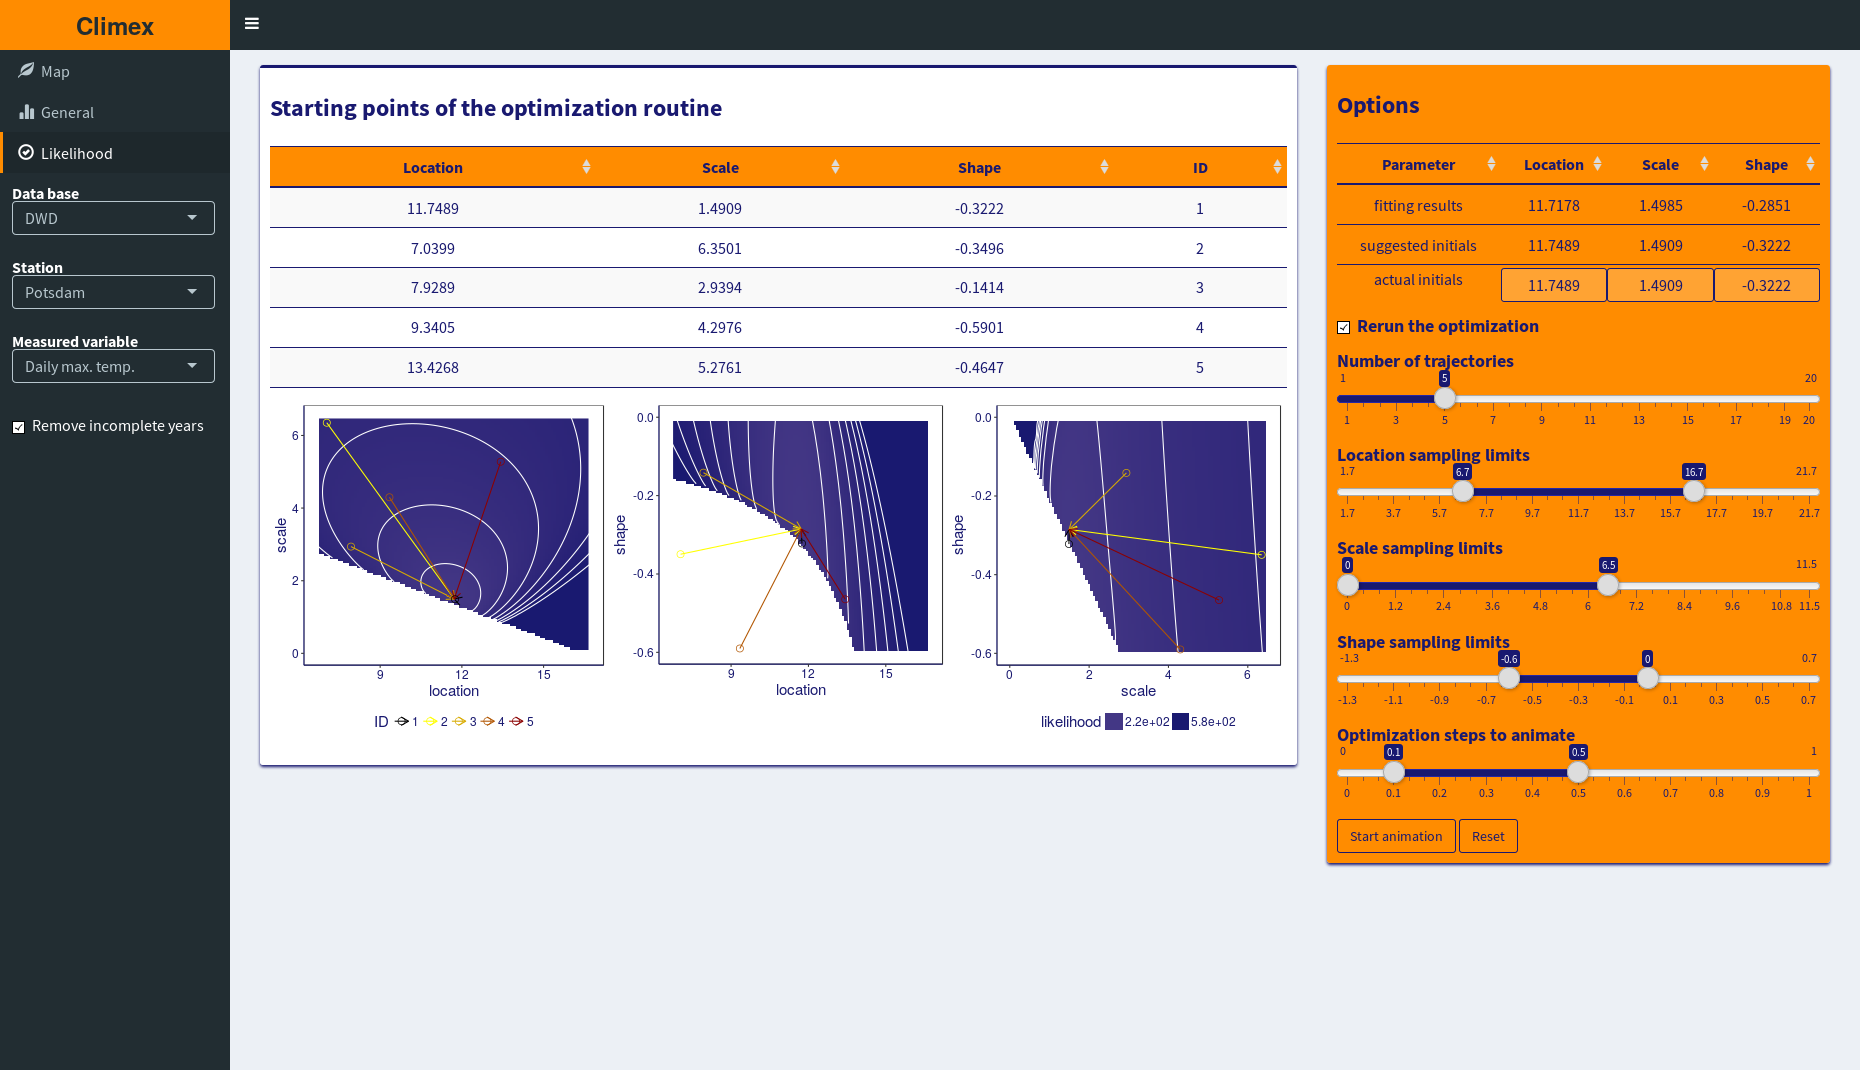 Climex
Map
General
Likelihood
Data base
DWD
Station
Potsdam
Measured variable
Daily max. temp.
Remove incomplete years
Starting points of the optimization routine
Location Scale Shape ID
11.7489 1.4909 -0.3222 1
7.0399 6.3501 -0.3496 2
7.9289 2.9394 -0.1414 3
9.3405 4.2976 -0.5901 4
13.4268 5.2761 -0.4647 5
6
4
2
0
scale
9 12 15
location
0.0
-0.2
-0.4
-0.6
shape
9 12 15
location
0.0
-0.2
-0.4
-0.6
shape
0 2 4 6
scale
ID 1 2 3 4 5
likelihood 2.2e+02 5.8e+02
Options
Parameter Location Scale Shape
fitting results 11.7178 1.4985 -0.2851
suggested initials 11.7489 1.4909 -0.3222
actual initials 11.7489 1.4909 -0.3222
Rerun the optimization
Number of trajectories
1 5 20
1 3 5 7 9 11 13 15 17 19 20
Location sampling limits
1.7 6.7 16.7 21.7
1.7 3.7 5.7 7.7 9.7 11.7 13.7 15.7 17.7 19.7 21.7
Scale sampling limits
0 6.5 11.5
0 1.2 2.4 3.6 4.8 6 7.2 8.4 9.6 10.8 11.5
Shape sampling limits
-1.3 -0.6 0 0.7
-1.3 -1.1 -0.9 -0.7 -0.5 -0.3 -0.1 0.1 0.3 0.5 0.7
Optimization steps to animate
0 0.1 0.5 1
0 0.1 0.2 0.3 0.4 0.5 0.6 0.7 0.8 0.9 1
Start animation Reset